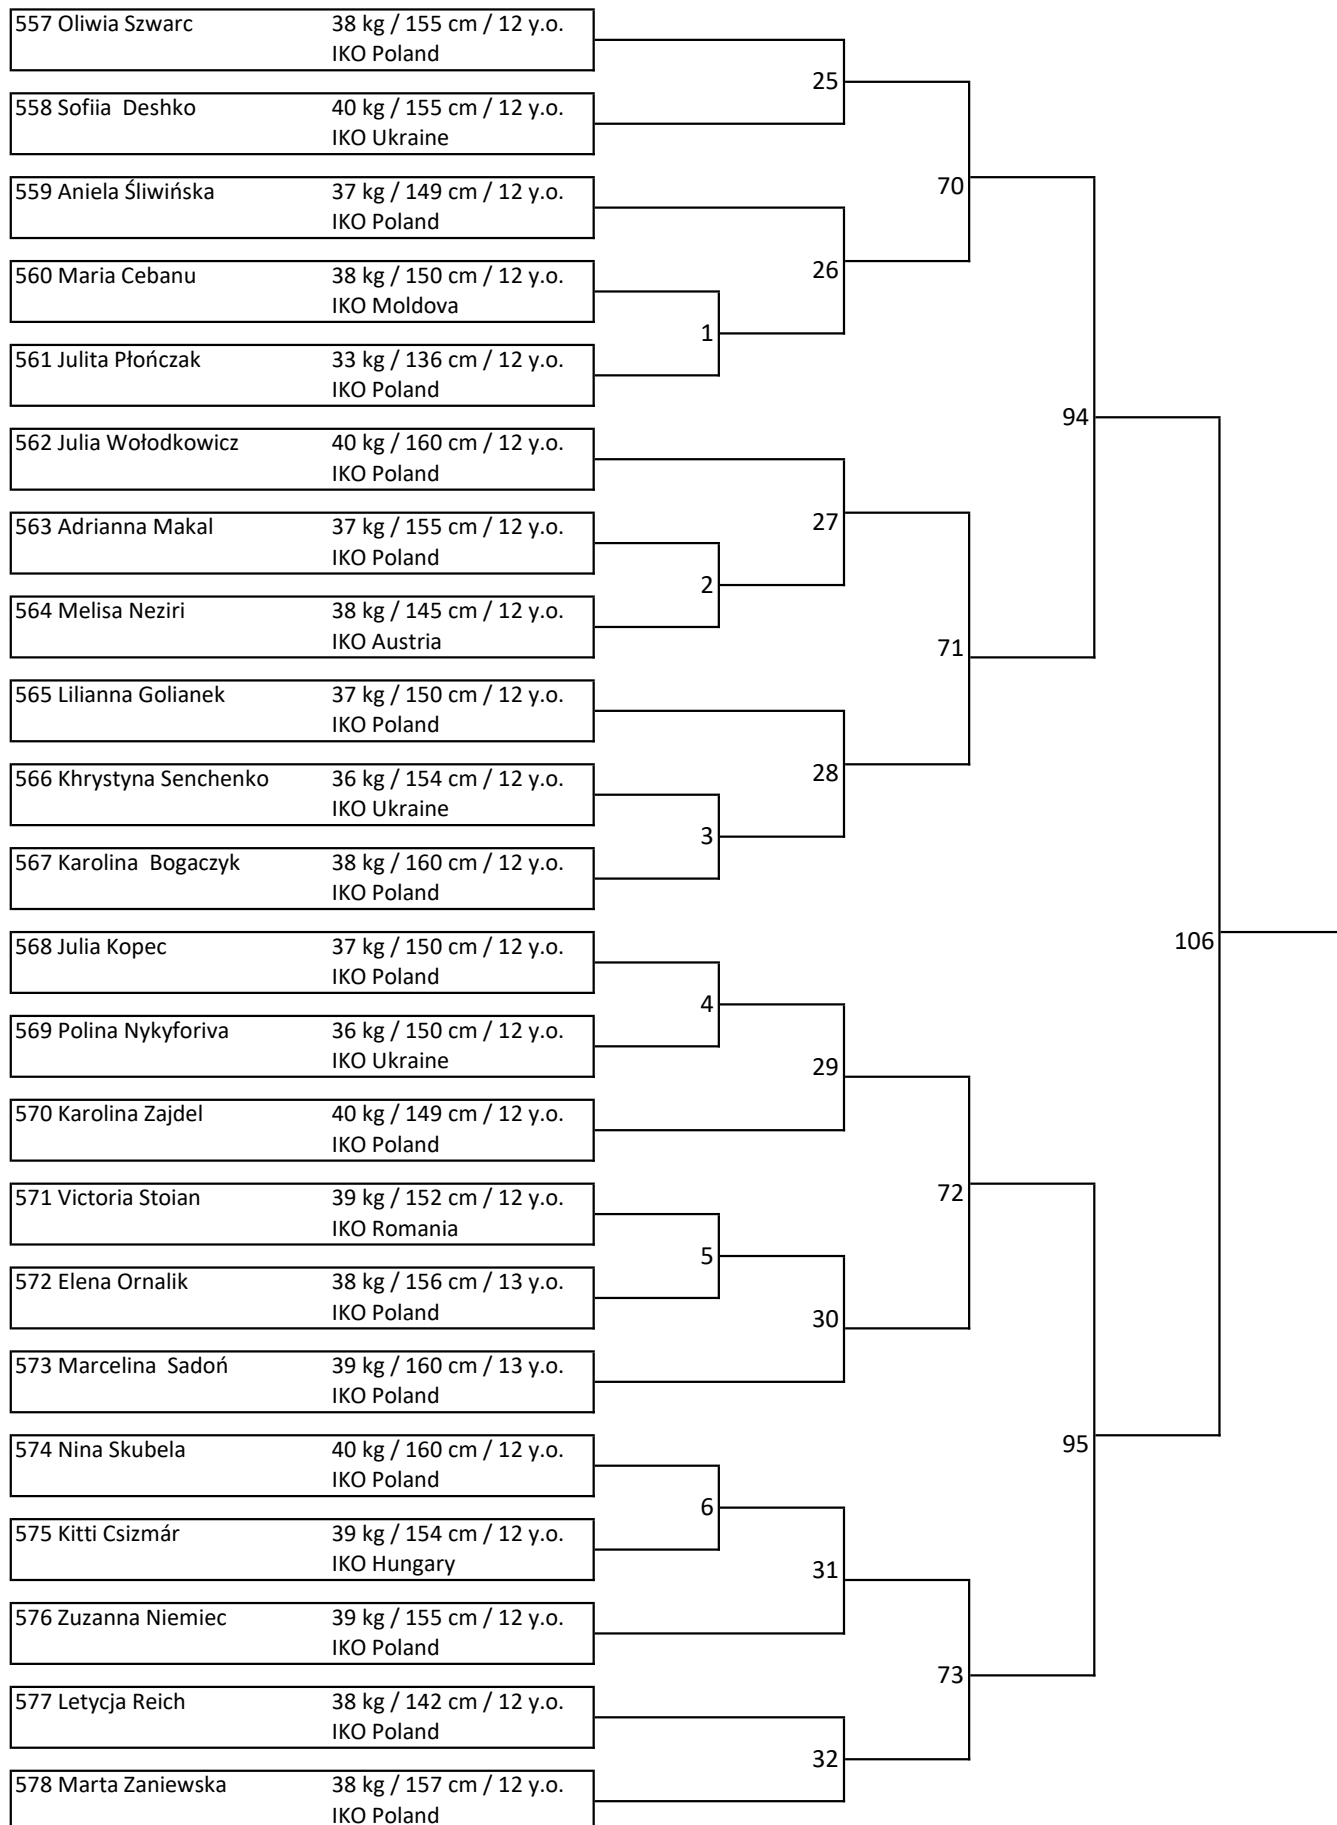 557 Oliwia Szwarc 38 kg / 155 cm / 12 y.o.
IKO Poland
25
558 Sofiia  Deshko 40 kg / 155 cm / 12 y.o.
IKO Ukraine
70
559 Aniela Śliwińska 37 kg / 149 cm / 12 y.o.
IKO Poland
26
560 Maria Cebanu 38 kg / 150 cm / 12 y.o.
IKO Moldova
1
561 Julita Płończak 33 kg / 136 cm / 12 y.o.
IKO Poland
94
562 Julia Wołodkowicz 40 kg / 160 cm / 12 y.o.
IKO Poland
27
563 Adrianna Makal 37 kg / 155 cm / 12 y.o.
IKO Poland
2
564 Melisa Neziri 38 kg / 145 cm / 12 y.o.
IKO Austria
71
565 Lilianna Golianek 37 kg / 150 cm / 12 y.o.
IKO Poland
28
566 Khrystyna Senchenko 36 kg / 154 cm / 12 y.o.
IKO Ukraine
3
567 Karolina  Bogaczyk 38 kg / 160 cm / 12 y.o.
IKO Poland
106
568 Julia Kopec 37 kg / 150 cm / 12 y.o.
IKO Poland
4
569 Polina Nykyforiva 36 kg / 150 cm / 12 y.o.
IKO Ukraine
29
570 Karolina Zajdel 40 kg / 149 cm / 12 y.o.
IKO Poland
72
571 Victoria Stoian 39 kg / 152 cm / 12 y.o.
IKO Romania
5
572 Elena Ornalik 38 kg / 156 cm / 13 y.o.
IKO Poland
30
573 Marcelina  Sadoń 39 kg / 160 cm / 13 y.o.
IKO Poland
95
574 Nina Skubela 40 kg / 160 cm / 12 y.o.
IKO Poland
6
575 Kitti Csizmár 39 kg / 154 cm / 12 y.o.
IKO Hungary
31
576 Zuzanna Niemiec 39 kg / 155 cm / 12 y.o.
IKO Poland
73
577 Letycja Reich 38 kg / 142 cm / 12 y.o.
IKO Poland
32
578 Marta Zaniewska 38 kg / 157 cm / 12 y.o.
IKO Poland